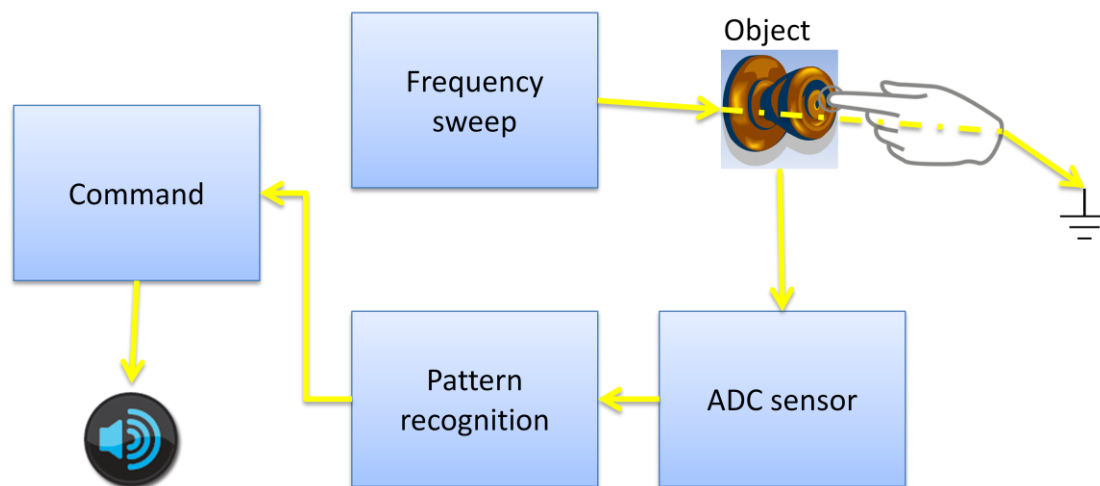 Object
Frequency
sweep
Command
Pattern
recognition
ADC sensor